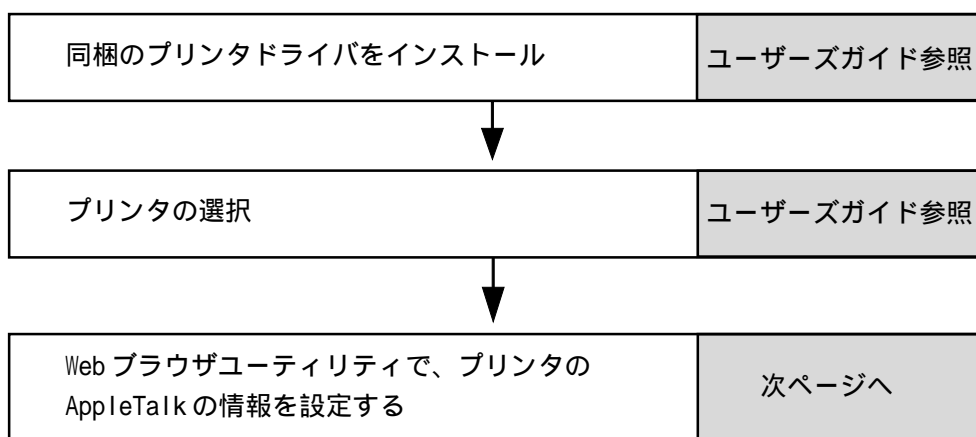 同梱のプリンタドライバをインストール
ユーザーズガイド参照
プリンタの選択
ユーザーズガイド参照
Web ブラウザユーティリティで、プリンタの
AppleTalk の情報を設定する
次ページへ